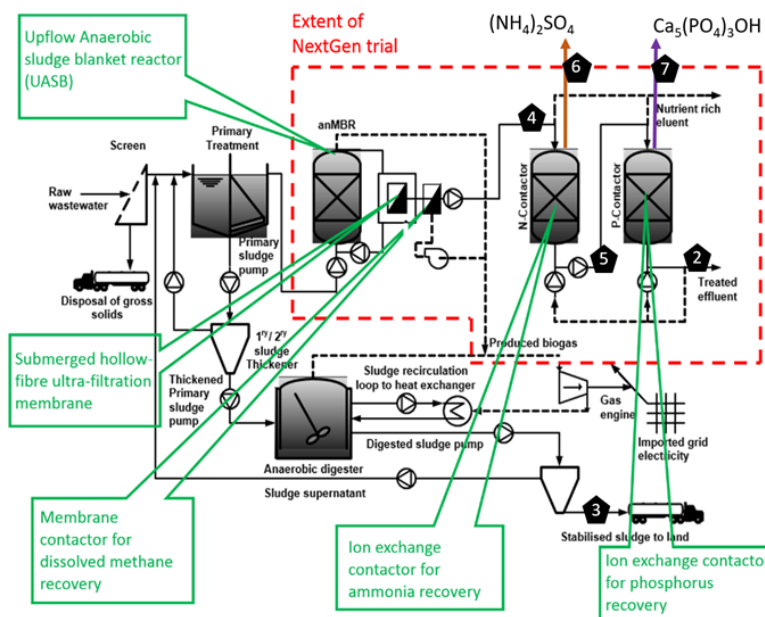 Upflow Anaerobic
sludge blanket reactor
(UASB)
Extent of
NextGen trial
(NH4)2SO4
Ca5(PO4)3OH
6
7
4
Nutrient rich
eluent
anMBR
Screen
Primary
Treatment
Raw
wastewater
N-Contactor
P-Contactor
Primary
sludge
pump
5
2
Treated
effluent
Disposal of gross
solids
1ry/ 2ry
sludge
Thickener
Produced biogas
Submerged hollow-
fibre ultra-filtration
membrane
Thickened
Primary
sludge
pump
Sludge recirculation
loop to heat exchanger
Gas
engine
Imported grid
electricity
Digested sludge pump
Anaerobic digester
Sludge supernatant
3
Stabilised sludge to land
Membrane
contactor for
dissolved methane
recovery
Ion exchange
contactor for
ammonia recovery
Ion exchange contactor
for phosphorus
recovery